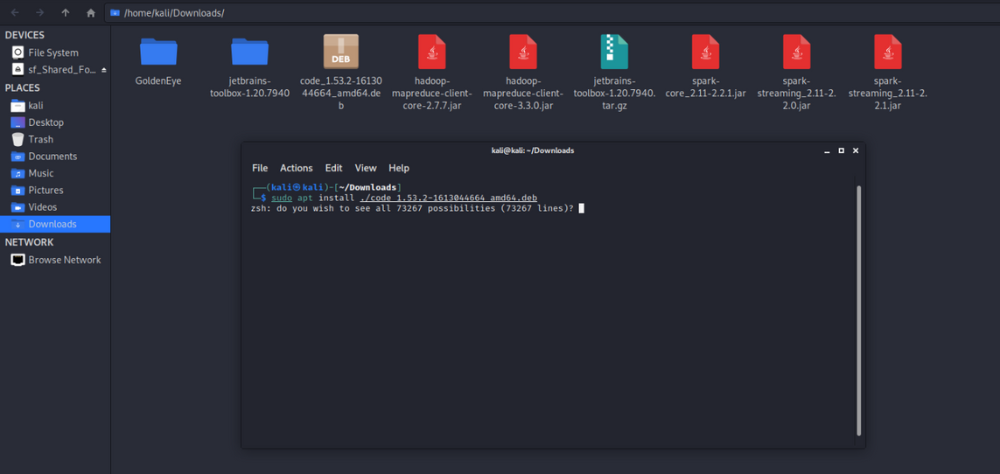 /home/kali/Downloads/
DEVICES
File System
sf_Shared_Fo...
PLACES
kali
Desktop
Trash
Documents
Music
Pictures
Videos
Downloads
NETWORK
Browse Network
GoldenEye
jetbrains-
toolbox-1.20.7940
DEB
code_1.53.2-16130
44664_amd64.de
b
hadoop-
mapreduce-client-
core-2.7.7.jar
hadoop-
mapreduce-client-
core-3.3.0.jar
jetbrains-
toolbox-1.20.7940.
tar.gz
spark-
core_2.11-2.2.1.jar
spark-
streaming_2.11-2.
2.0.jar
spark-
streaming_2.11-2.
2.1.jar
kali@kali: ~/Downloads
File Actions Edit View Help
(kali㉿kali)-[~/Downloads]
$ sudo apt install ./code_1.53.2-1613044664_amd64.deb
zsh: do you wish to see all 73267 possibilities (73267 lines)?